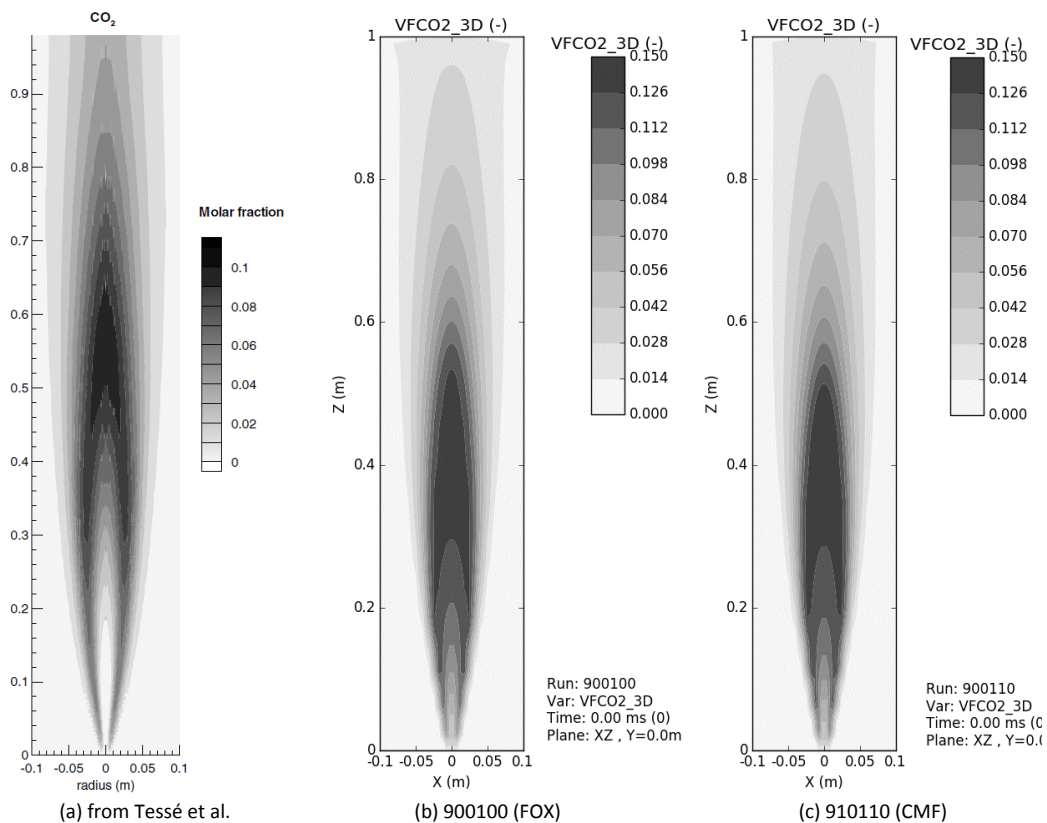 CO2
0.9
0.8
0.7
0.6
0.5
0.4
0.3
0.2
0.1
0
-0.1 -0.05 0 0.05 0.1
radius (m)
Molar fraction
0.1
0.08
0.06
0.04
0.02
0
(a) from Tessé et al.
VFCO2_3D (-)
1
0.8
0.6
0.4
0.2
0
Z (m)
-0.10 -0.05 0.00 0.05 0.10
X (m)
VFCO2_3D (-)
0.150
0.126
0.112
0.098
0.084
0.070
0.056
0.042
0.028
0.014
0.000
Run: 900100
Var: VFCO2_3D
Time: 0.00 ms (0)
Plane: XZ , Y=0.0m
(b) 900100 (FOX)
VFCO2_3D (-)
1
0.8
0.6
0.4
0.2
0
Z (m)
-0.10 -0.05 0.00 0.05 0.10
X (m)
VFCO2_3D (-)
0.150
0.126
0.112
0.098
0.084
0.070
0.056
0.042
0.028
0.014
0.000
Run: 900110
Var: VFCO2_3D
Time: 0.00 ms (0)
Plane: XZ , Y=0.0
(c) 910110 (CMF)